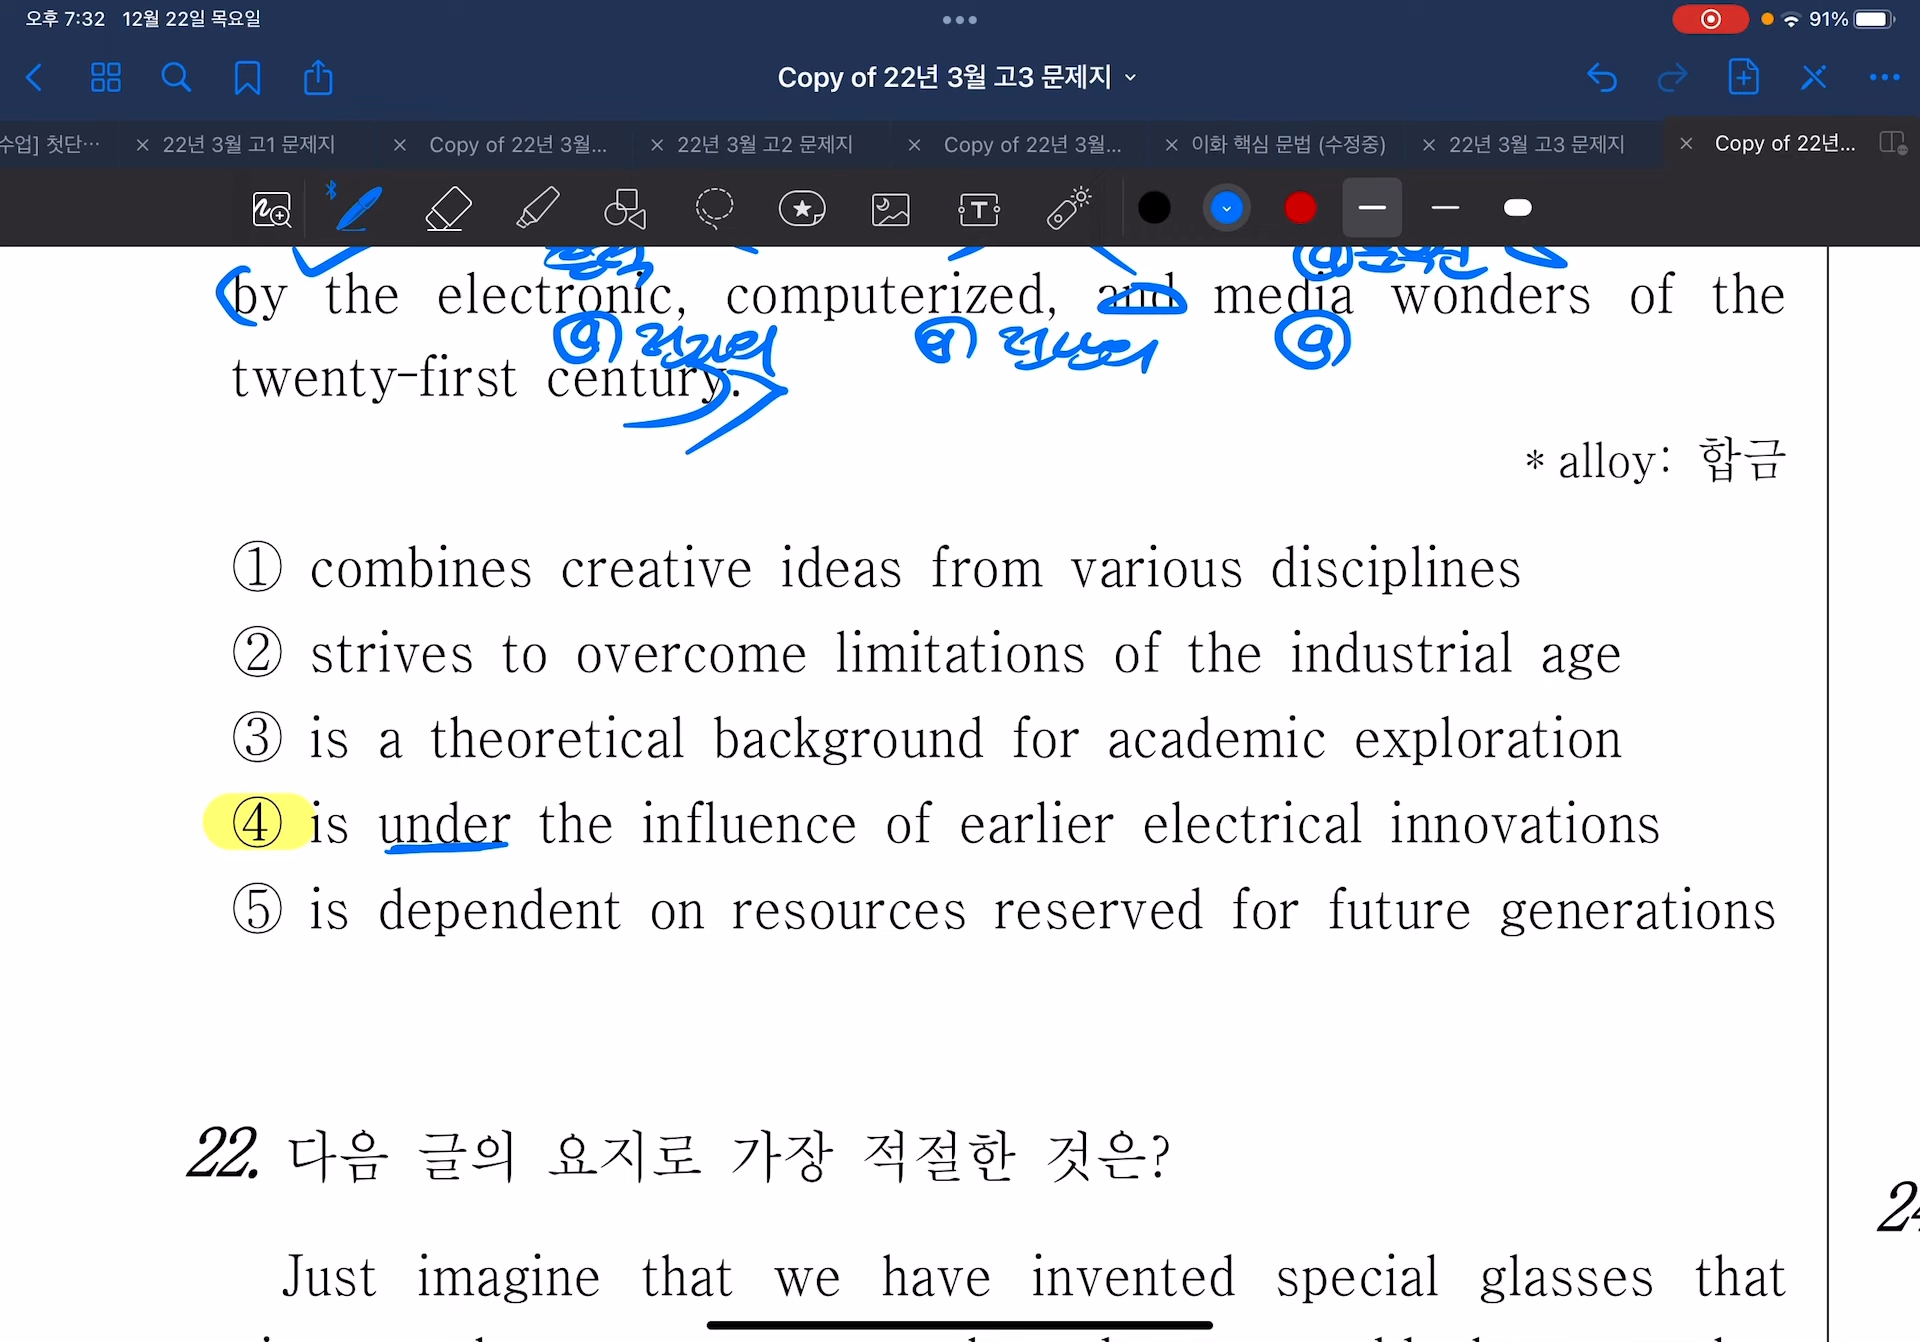 오후 7:32 12월 22일 목요일
91%
Copy of 22년 3월 고3 문제지
수업] 첫단… × 22년 3월 고1 문제지 × Copy of 22년 3월... × 22년 3월 고2 문제지 × Copy of 22년 3월... × 이화 핵심 문법 (수정중) × 22년 3월 고3 문제지 × Copy of 22년...
by the electronic, computerized, and media wonders of the
twenty-first century.
* alloy: 합금
① combines creative ideas from various disciplines
② strives to overcome limitations of the industrial age
③ is a theoretical background for academic exploration
④ is under the influence of earlier electrical innovations
⑤ is dependent on resources reserved for future generations
22. 다음 글의 요지로 가장 적절한 것은?
Just imagine that we have invented special glasses that